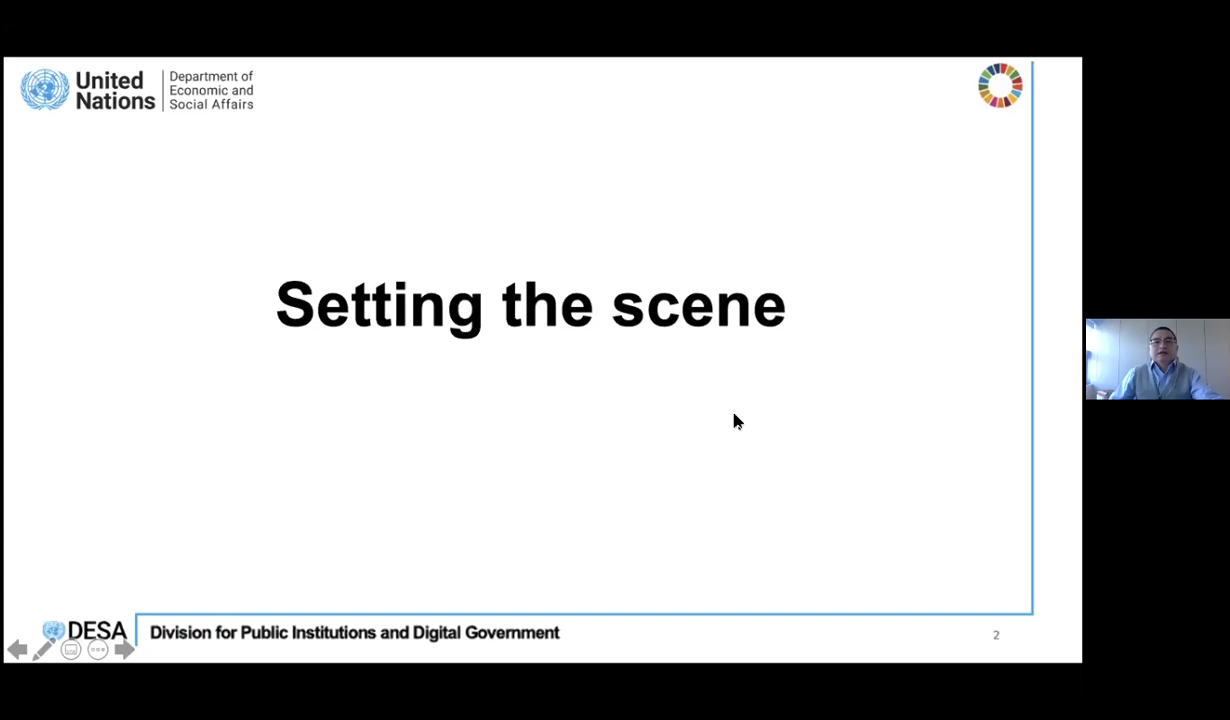 United
Nations
Department of
Economic and
Social Affairs
Setting the scene
DESA
Division for Public Institutions and Digital Government
2